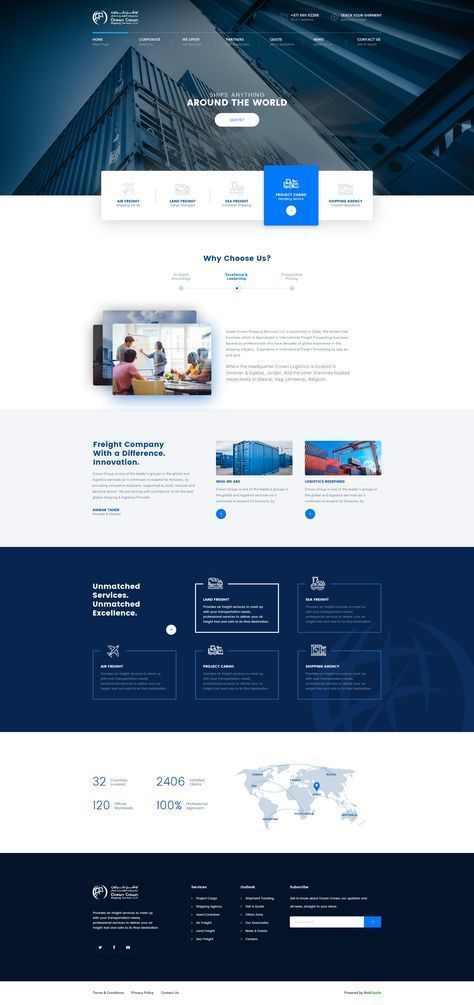 Ocean Crown
Shipping Services LLC
+971 569 52266
TRACK YOUR SHIPMENT
HOME
CORPORATE
WE OFFER
PARTNERS
QUOTE
NEWS
CONTACT US
Main Page
About Us
Our Services
Get a Quotation
Get in touch
SHIPS ANYTHING
AROUND THE WORLD
QUOTE?
AIR FREIGHT
Shipping via Air
LAND FREIGHT
Cargo Transport
SEA FREIGHT
Container Shipping
PROJECT CARGO
Handling Service
SHIPPING AGENCY
Crown Operations
Why Choose Us?
In Depth
Knowledge
Excellence &
Leadership
Competitive
Pricing
Ocean Crown Shipping Services LLC is positioned in Dubai, the United Arab
Emirates which is Specialized in International Freight Forwarding business.
Backed by professionals who have decades of global experience in the
shipping industry. Experience in international freight forwarding by sea, air
and land.
Where the headquarter Crown Logistics is located in
(Amman & Aqaba), Jordan. And the other branches located
respectively in (Basra), Iraq, (Antwerp), Belgium.
Freight Company
With a Difference.
Innovation.
Crown Group is one of the leader's groups in the global
and logistics services as it continues to expand its horizons, by
providing innovative solutions, supported by bold, resolute and
decisive action. We are aiming with confidence, to be the best
global shipping & logistics Provider.
ANWAR TAHER
Founder & Director
WHO WE ARE
Crown Group is one of the leader's groups in
the global and logistics services as it
continues to expand its horizons, by
LOGISTICS REDEFINED
Crown Group is one of the leader's groups in
the global and logistics services as it
continues to expand its horizons, by
Unmatched
Services.
Unmatched
Excellence.
LAND FREIGHT
Provides air freight services to meet up
with your transportation needs,
professional services to deliver your air
freight fast and safe to its final destination.
SEA FREIGHT
Provides air freight services to meet up
with your transportation needs,
professional services to deliver your air
freight fast and safe to its final destination.
AIR FREIGHT
Provides air freight services to meet up
with your transportation needs,
professional services to deliver your air
freight fast and safe to its final destination.
PROJECT CARGO
Provides air freight services to meet up
with your transportation needs,
professional services to deliver your air
freight fast and safe to its final destination.
SHIPPING AGENCY
Provides air freight services to meet up
with your transportation needs,
professional services to deliver your air
freight fast and safe to its final destination.
32 Countries
Covered
2406 Satisfied
Clients
120 Offices
Worldwide
100% Professional
Approach
CANADA
RUSSIA
FRANCE
USA
ARGENTINA
SOUTH AFRICA
AUSTRALIA
Ocean Crown
Shipping Services LLC
Provides air freight services to meet up
with your transportation needs,
professional services to deliver your air
freight fast and safe to its final destination.
Services
Project Cargo
Shipping Agency
Used Container
Air Freight
Land Freight
Sea Freight
Outlook
Shipment Tracking
Get A Quote
Offers Zone
Our Associates
News & Events
Careers
Subscribe
Get to know about Ocean Crown, our updates and
all news, straight to your inbox.
Terms & Conditions
Privacy Policy
Contact Us
Powered by WebCastle